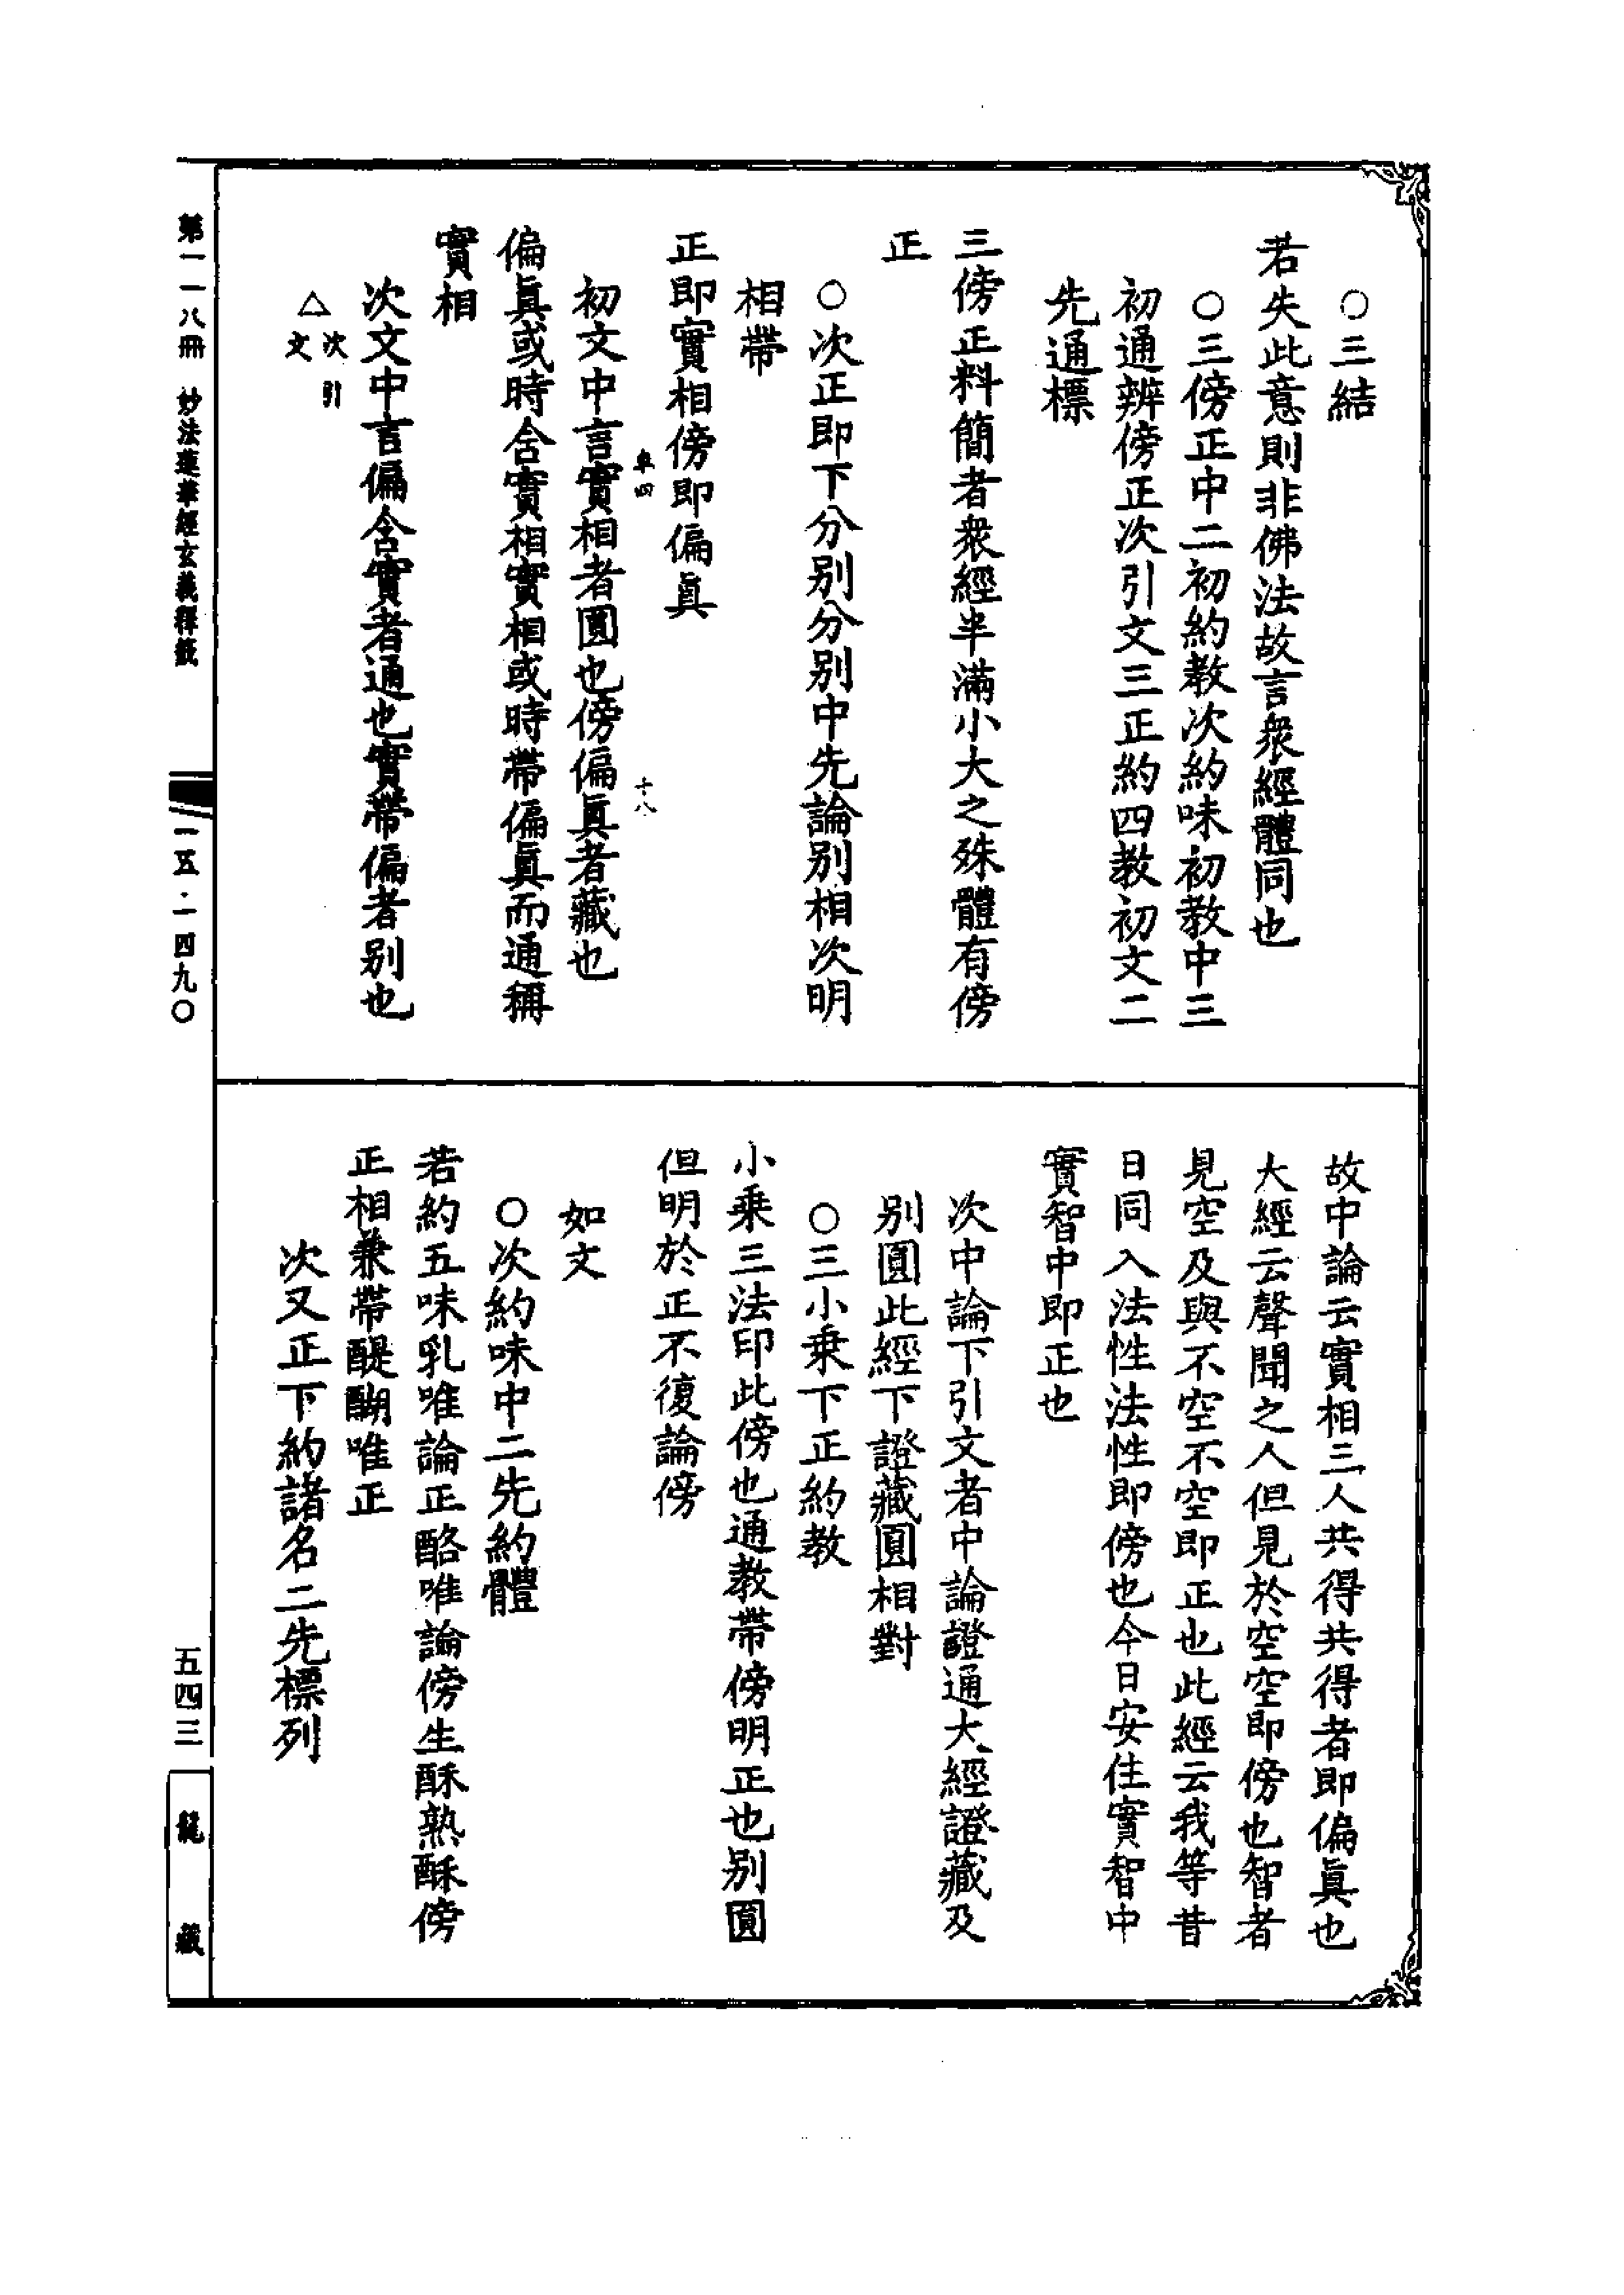 ○三結
若失此意則非佛法故言衆經體同也
○三傍正中二初約教次約味初教中三
初通辨傍正次引文三正約四教初文二
先通標
三傍正料簡者衆經半滿小大之殊體有傍
正
○次正即下分别分别中先論别相次明
相帶
正即實相傍即偏眞
阜四 十八
初文中言實相者圓也傍偏眞者藏也
偏眞或時含實相實相或時帶偏眞而通稱
實相
次文中言偏含實者通也實帶偏者别也
△次引
文
故中論云實相三人共得共得者即偏眞也
大經云聲聞之人但見於空空即傍也智者
見空及與不空不空即正也此經云我等昔
日同入法性法性即傍也今日安住實智中
實智中即正也
次中論下引文者中論證通大經證藏及
别圓此經下證藏圓相對
○三小乗下正約教
小乗三法印此傍也通教帶傍明正也别圓
但明於正不復論傍
如文
○次約味中二先約體
若約五味乳唯論正酪唯論傍生酥熟酥傍
正相兼帶醍醐唯正
次又正下約諸名二先標列
第一一八冊 妙法蓮華經玄義釋籤
一五·一四九〇
五四三
龍藏